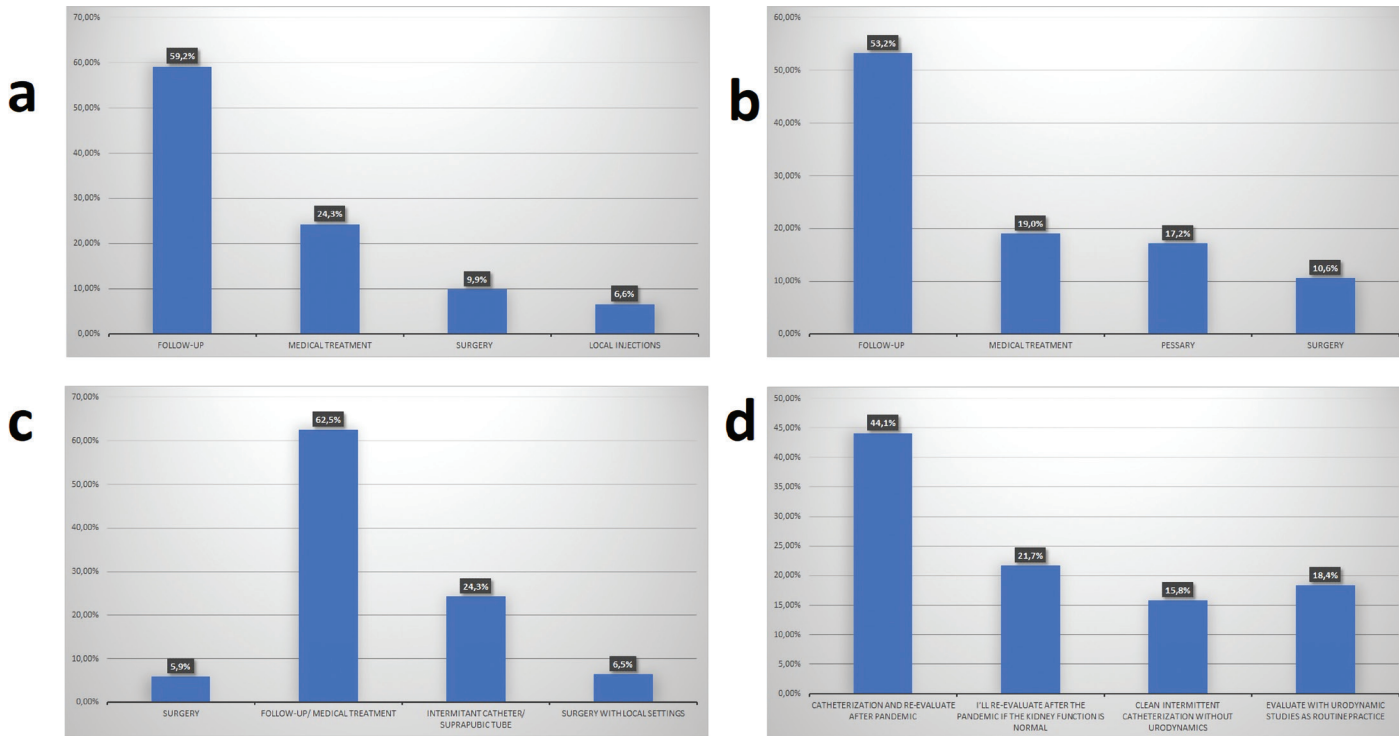 a
70,00%
60,00%
50,00%
40,00%
30,00%
20,00%
10,00%
0,00%
59,2%
24,3%
9,9%
6,6%
FOLLOW-UP
MEDICAL TREATMENT
SURGERY
LOCAL INJECTIONS
b
60,00%
50,00%
40,00%
30,00%
20,00%
10,00%
0,00%
53,2%
19,0%
17,2%
10,6%
FOLLOW-UP
MEDICAL TREATMENT
PESSARY
SURGERY
c
70,00%
60,00%
50,00%
40,00%
30,00%
20,00%
10,00%
0,00%
5,9%
62,5%
24,3%
6,5%
SURGERY
FOLLOW-UP/ MEDICAL TREATMENT
INTERMITANT CATHETER/
SUPRAPUBIC TUBE
SURGERY WITH LOCAL SETTINGS
d
50,00%
45,00%
40,00%
35,00%
30,00%
25,00%
20,00%
15,00%
10,00%
5,00%
0,00%
44,1%
21,7%
15,8%
18,4%
CATHETERIZATION AND RE-EVALUATE
AFTER PANDEMIC
I'LL RE-EVALUATE AFTER THE
PANDEMIC IF THE KIDNEY FUNCTION IS
NORMAL
CLEAN INTERMITTENT
CATHETERIZATION WITHOUT
URODYNAMICS
EVALUATE WITH URODYNAMIC
STUDIES AS ROUTINE PRACTICE